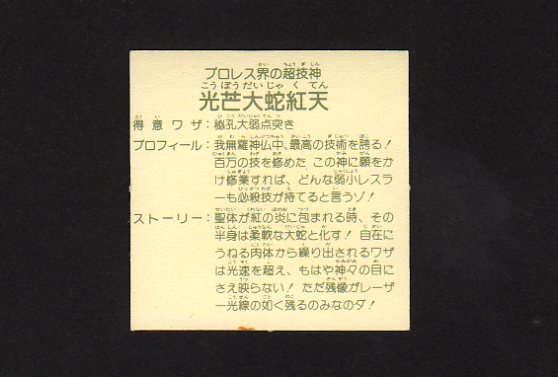 プロレス界の超技神
光芒大蛇紅天
得意ワザ：秘孔大弱点突き
プロフィール：我無羅神仏中、最高の技術を誇る！
百万の技を修めた この神に願をか
け修業すれば、どんな弱小レスラ
ーも必殺技が持てると言うゾ！
ストーリー：聖体が紅の炎に包まれる時、その
半身は柔軟な大蛇と化す！自在に
うねる肉体から繰り出されるワザ
は光速を超え、もはや神々の目に
さえ映らない！ただ残像がレーザ
ー光線の如く残るのみなのダ！